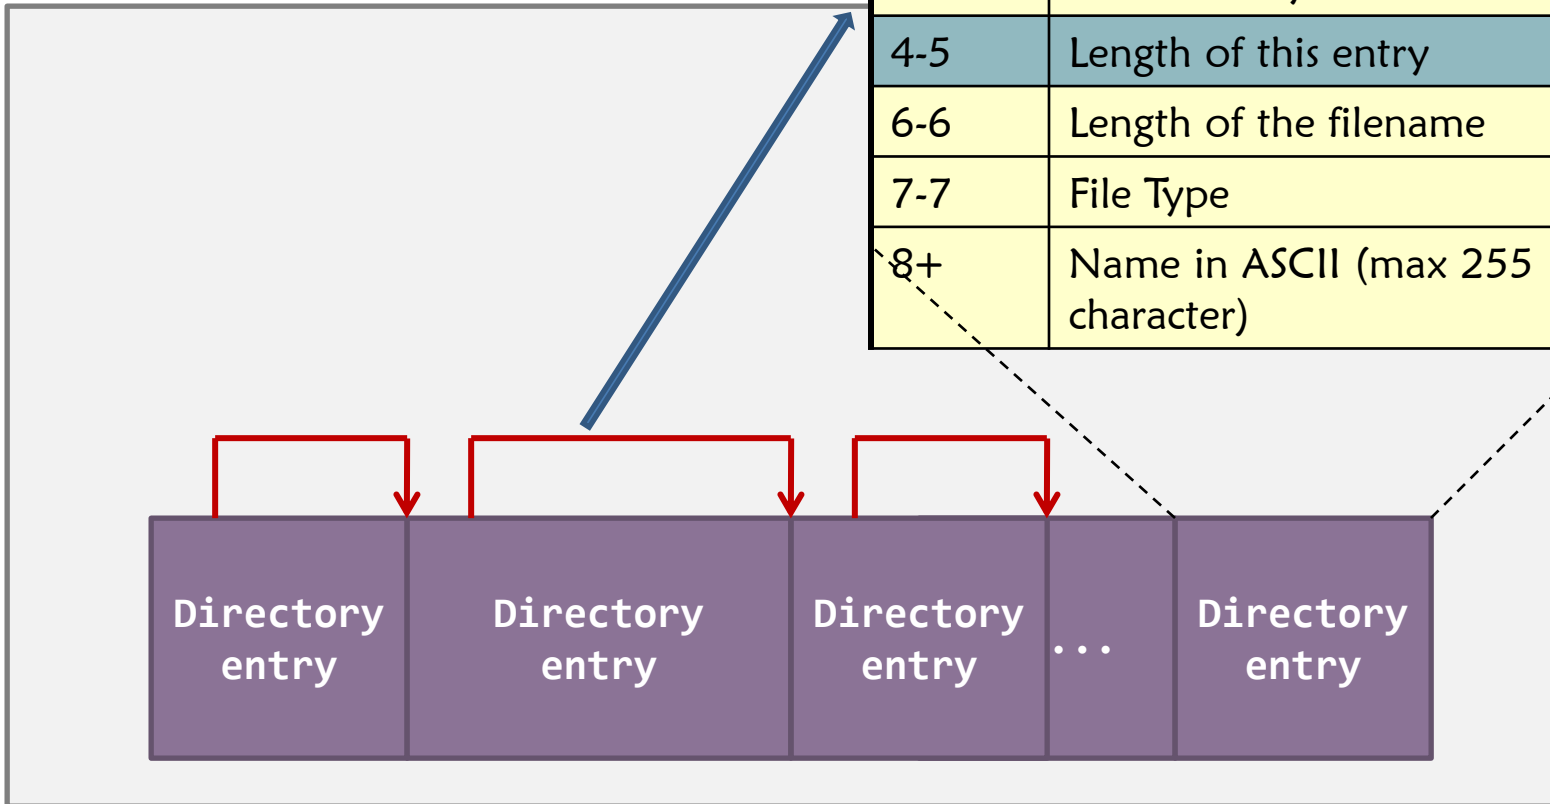 4-5 Length of this entry
6-6 Length of the filename
7-7 File Type
8+ Name in ASCII (max 255
character)
Directory Directory Directory Directory
entry entry entry ... entry